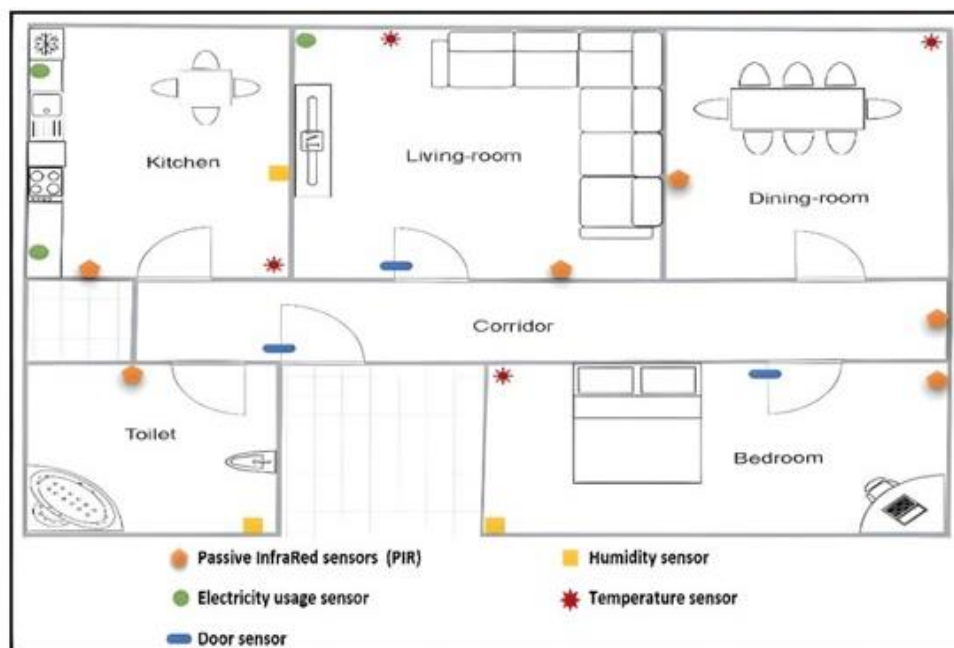 Kitchen
Living-room
Dining-room
Corridor
Toilet
Bedroom
Passive InfraRed sensors (PIR)
Humidity sensor
Electricity usage sensor
Temperature sensor
Door sensor